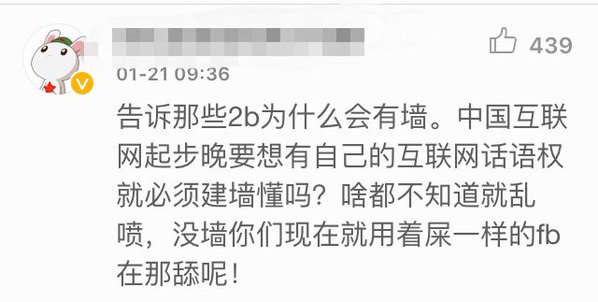 439
01-21 09:36
告诉那些2b为什么会有墙。中国互联
网起步晚要想有自己的互联网话语权
就必须建墙懂吗？啥都不知道就乱
喷，没墙你们现在就用着屎一样的fb
在那舔呢！